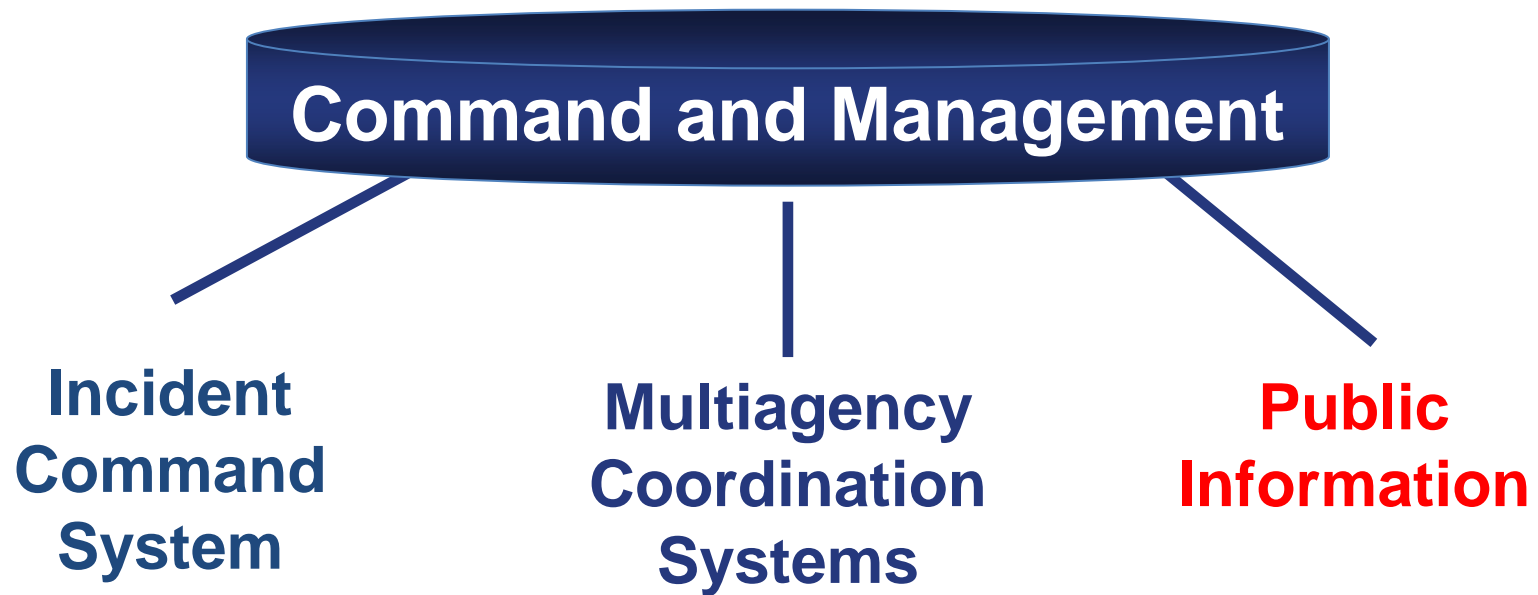 Command and Management
Incident
Command
System
Multiagency
Coordination
Systems
Public
Information